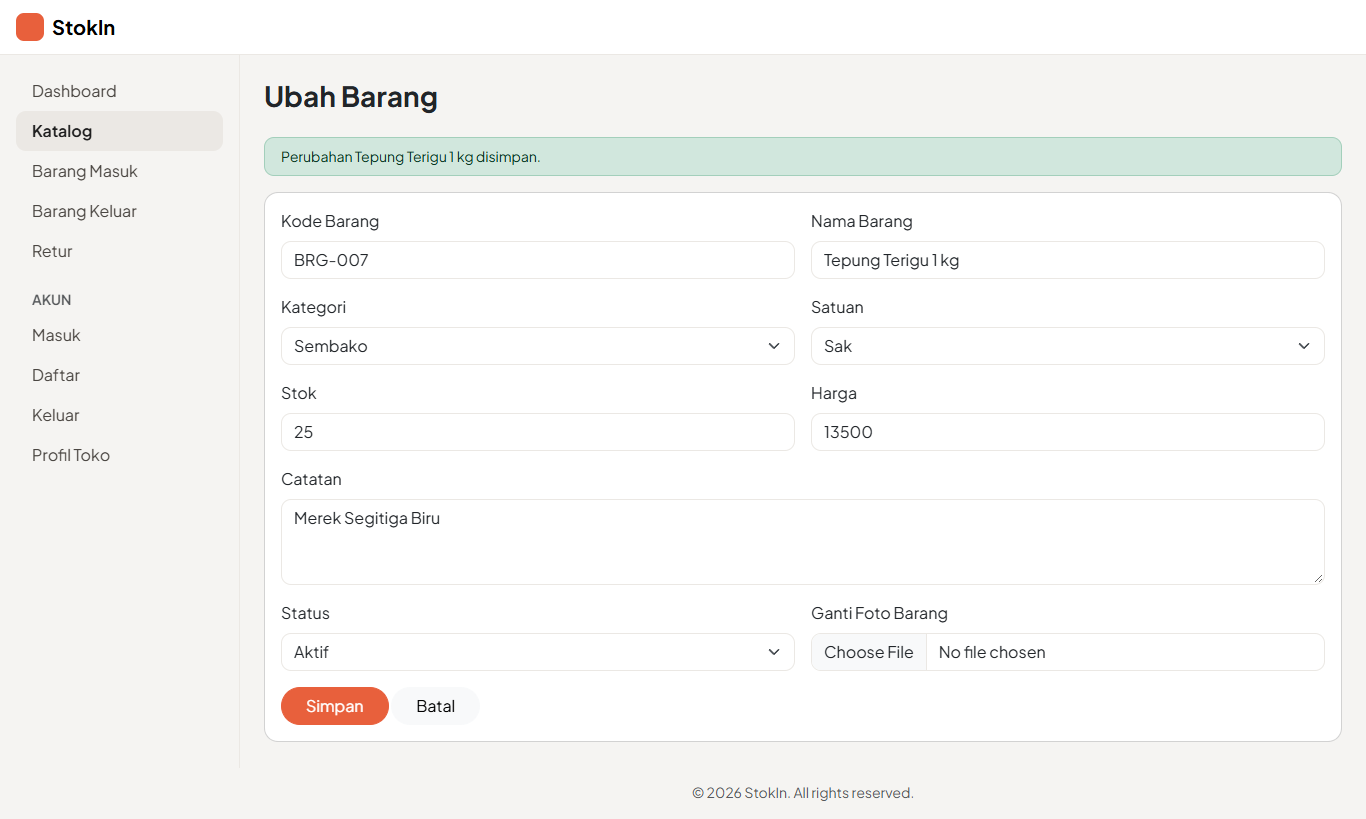 StokIn
Dashboard
Katalog
Barang Masuk
Barang Keluar
Retur
AKUN
Masuk
Daftar
Keluar
Profil Toko
Ubah Barang
Perubahan Tepung Terigu 1 kg disimpan.
Kode Barang
BRG-007
Nama Barang
Tepung Terigu 1 kg
Kategori
Sembako
Satuan
Sak
Stok
25
Harga
13500
Catatan
Merek Segitiga Biru
Status
Aktif
Ganti Foto Barang
Choose File No file chosen
Simpan Batal
© 2026 StokIn. All rights reserved.